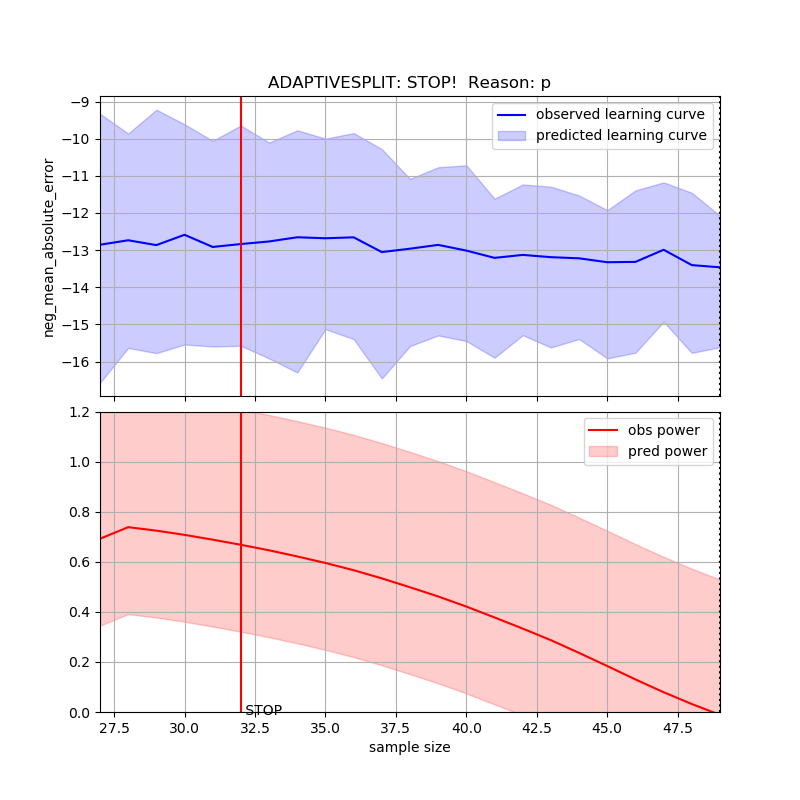 ADAPTIVESPLIT: STOP!  Reason: p
neg_mean_absolute_error
−9
−10
−11
−12
−13
−14
−15
−16
observed learning curve
predicted learning curve
1.2
1.0
0.8
0.6
0.4
0.2
0.0
obs power
pred power
STOP
27.5 30.0 32.5 35.0 37.5 40.0 42.5 45.0 47.5
sample size